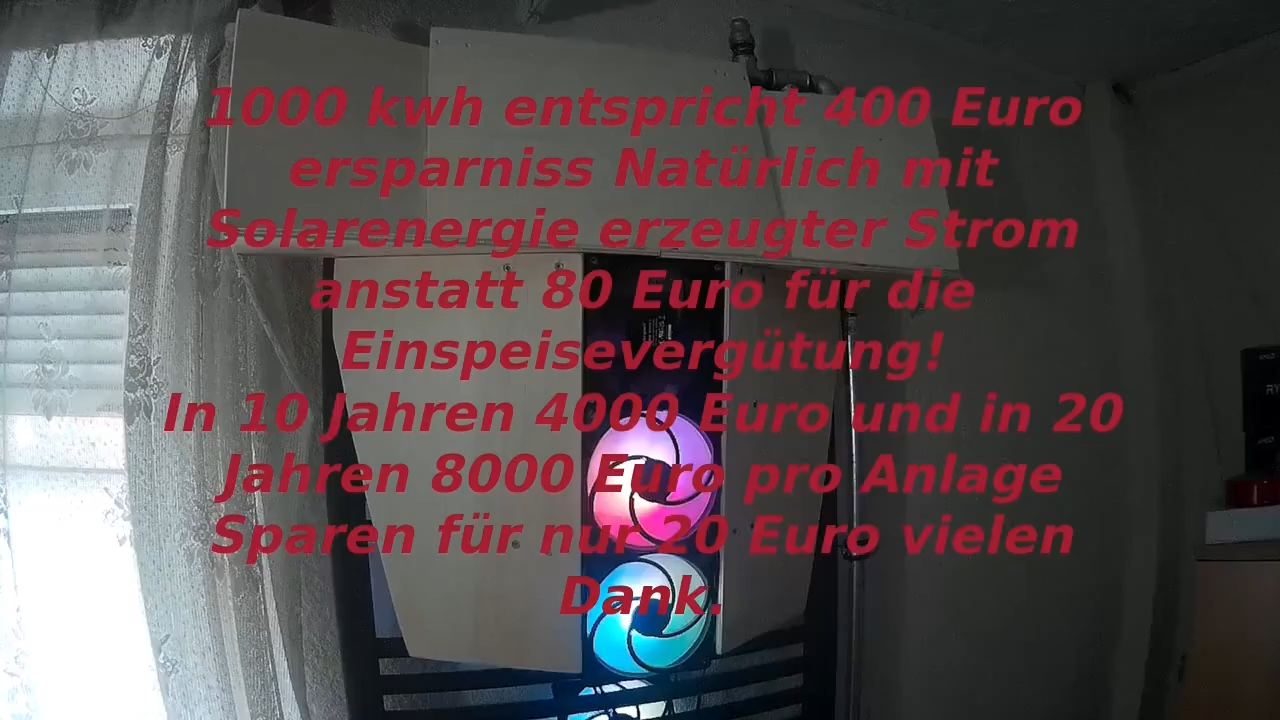 1000 kwh entspricht 400 Euro
ersparniss Natürlich mit
Solarenergie erzeugter Strom
anstatt 80 Euro für die
Einspeisevergütung!
In 10 Jahren 4000 Euro und in 20
Jahren 8000 Euro pro Anlage
Sparen für nur 20 Euro vielen
Dank.